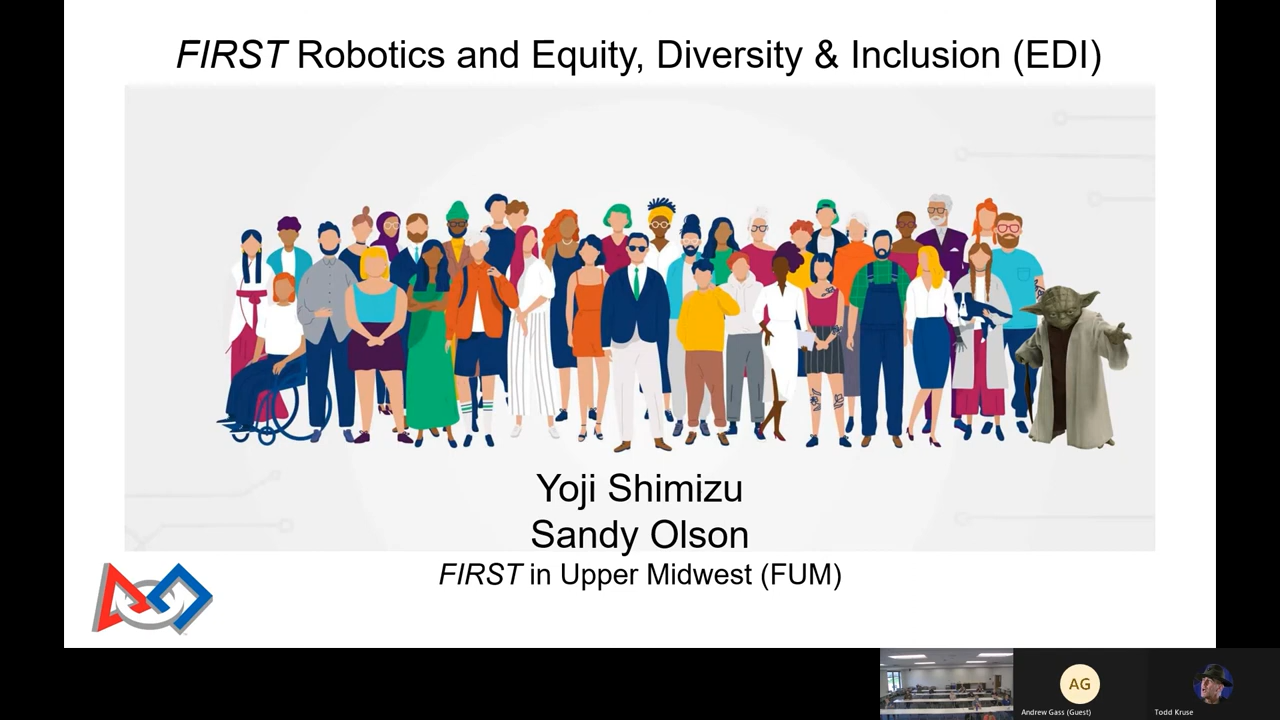 FIRST Robotics and Equity, Diversity & Inclusion (EDI)
Yoji Shimizu
Sandy Olson
FIRST in Upper Midwest (FUM)
AG
Andrew Gass (Guest)
Todd Kruse